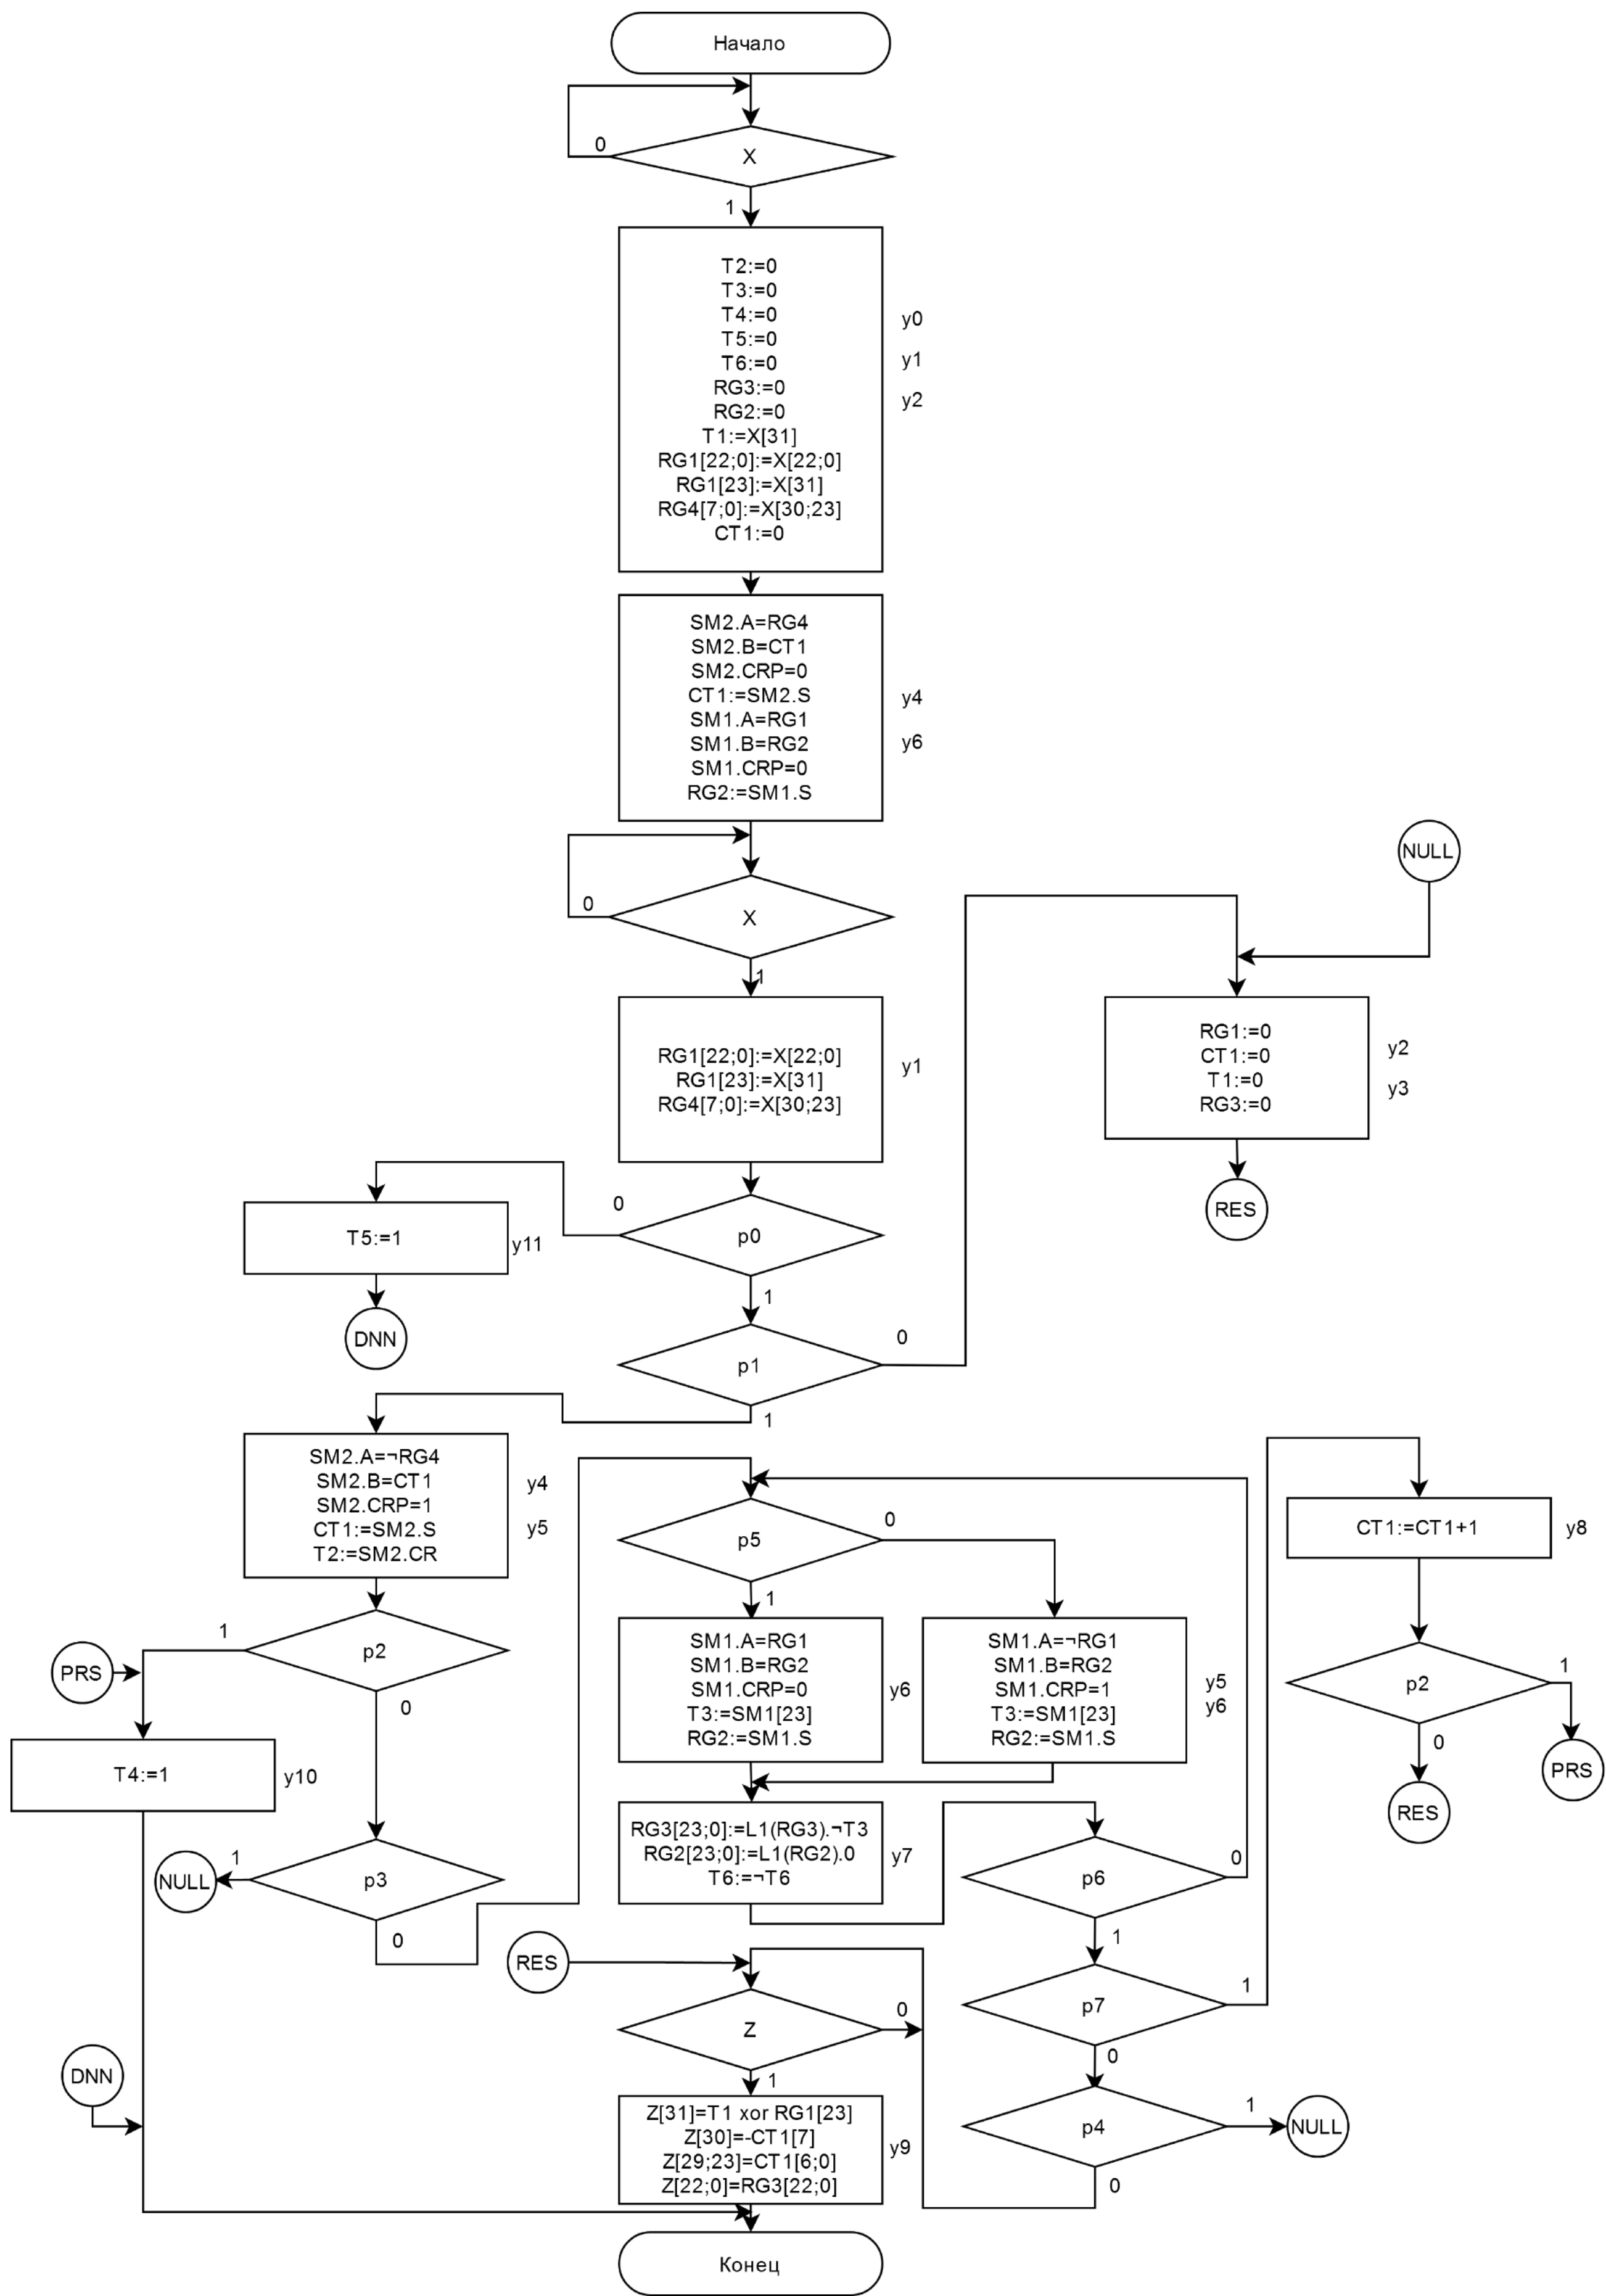 Начало
0
X
1
T2:=0
T3:=0
T4:=0
T5:=0
T6:=0
RG3:=0
RG2:=0
T1:=X[31]
RG1[22;0]:=X[22;0]
RG1[23]:=X[31]
RG4[7;0]:=X[30;23]
CT1:=0
y0
y1
y2
SM2.A=RG4
SM2.B=CT1
SM2.CRP=0
CT1:=SM2.S
SM1.A=RG1
SM1.B=RG2
SM1.CRP=0
RG2:=SM1.S
y4
y6
0
X
1
NULL
RG1[22;0]:=X[22;0]
RG1[23]:=X[31]
RG4[7;0]:=X[30;23]
y1
RG1:=0
CT1:=0
T1:=0
RG3:=0
y2
y3
RES
0
p0
1
T5:=1
y11
DNN
p1
0
1
SM2.A=¬RG4
SM2.B=CT1
SM2.CRP=1
CT1:=SM2.S
T2:=SM2.CR
y4
y5
p5
0
1
CT1:=CT1+1
y8
1
p2
0
PRS
SM1.A=RG1
SM1.B=RG2
SM1.CRP=0
T3:=SM1[23]
RG2:=SM1.S
y6
SM1.A=¬RG1
SM1.B=RG2
SM1.CRP=1
T3:=SM1[23]
RG2:=SM1.S
y5
y6
p2
1
0
PRS
RES
T4:=1
y10
RG3[23;0]:=L1(RG3).¬T3
RG2[23;0]:=L1(RG2).0
T6:=¬T6
y7
p6
0
1
NULL
1
p3
0
RES
Z
0
1
p7
1
0
DNN
Z[31]=T1 xor RG1[23]
Z[30]=-CT1[7]
Z[29;23]=CT1[6;0]
Z[22;0]=RG3[22;0]
y9
p4
1
NULL
0
Конец